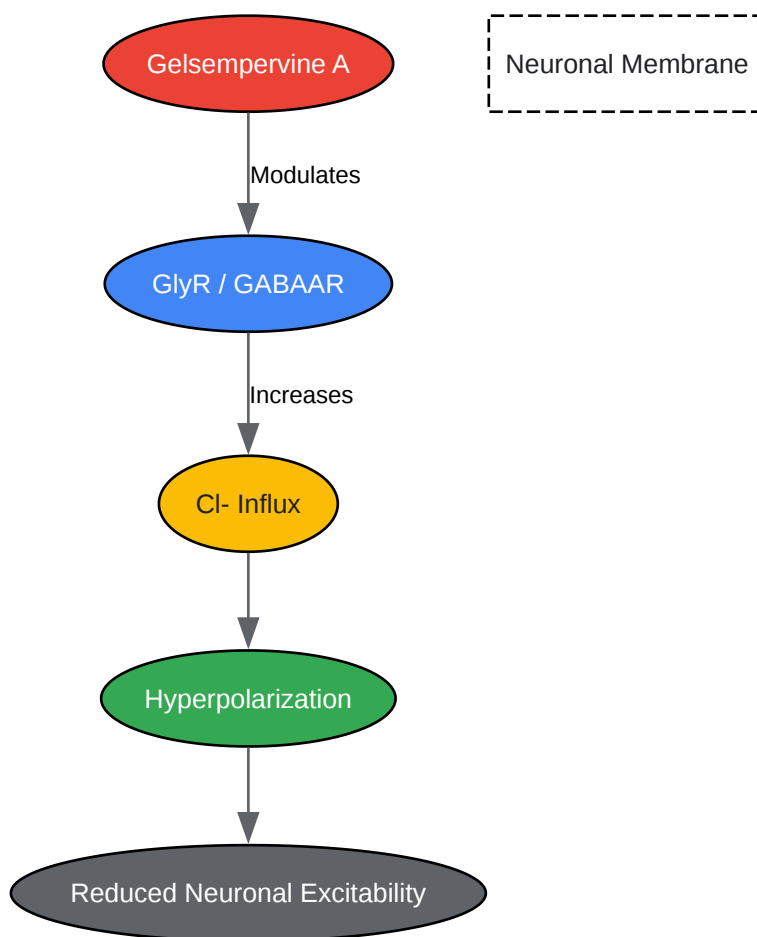 Gelsempervine A
Neuronal Membrane
Modulates
GlyR / GABAAR
Increases
Cl- Influx
Hyperpolarization
Reduced Neuronal Excitability